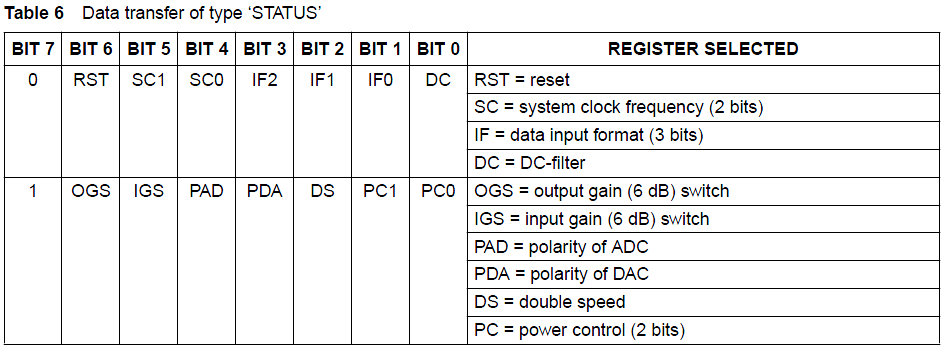 Table 6 Data transfer of type ‘STATUS’
BIT 7 BIT 6 BIT 5 BIT 4 BIT 3 BIT 2 BIT 1 BIT 0 REGISTER SELECTED
0 RST SC1 SC0 IF2 IF1 IF0 DC RST = reset
SC = system clock frequency (2 bits)
IF = data input format (3 bits)
DC = DC-filter
1 OGS IGS PAD PDA DS PC1 PC0 OGS = output gain (6 dB) switch
IGS = input gain (6 dB) switch
PAD = polarity of ADC
PDA = polarity of DAC
DS = double speed
PC = power control (2 bits)